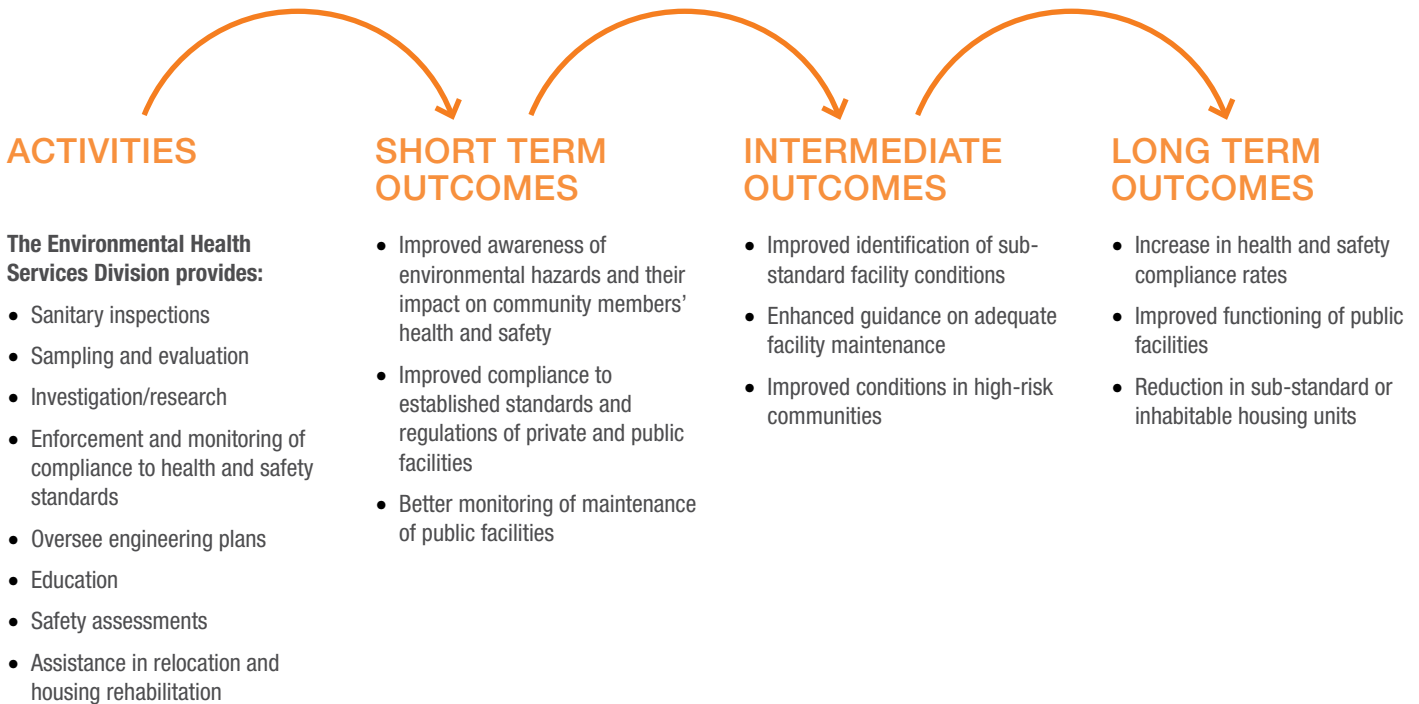 ACTIVITIES
The Environmental Health
Services Division provides:
• Sanitary inspections
• Sampling and evaluation
• Investigation/research
• Enforcement and monitoring of
compliance to health and safety
standards
• Oversee engineering plans
• Education
• Safety assessments
• Assistance in relocation and
housing rehabilitation
SHORT TERM
OUTCOMES
• Improved awareness of
environmental hazards and their
impact on community members’
health and safety
• Improved compliance to
established standards and
regulations of private and public
facilities
• Better monitoring of maintenance
of public facilities
INTERMEDIATE
OUTCOMES
• Improved identification of sub-
standard facility conditions
• Enhanced guidance on adequate
facility maintenance
• Improved conditions in high-risk
communities
LONG TERM
OUTCOMES
• Increase in health and safety
compliance rates
• Improved functioning of public
facilities
• Reduction in sub-standard or
inhabitable housing units